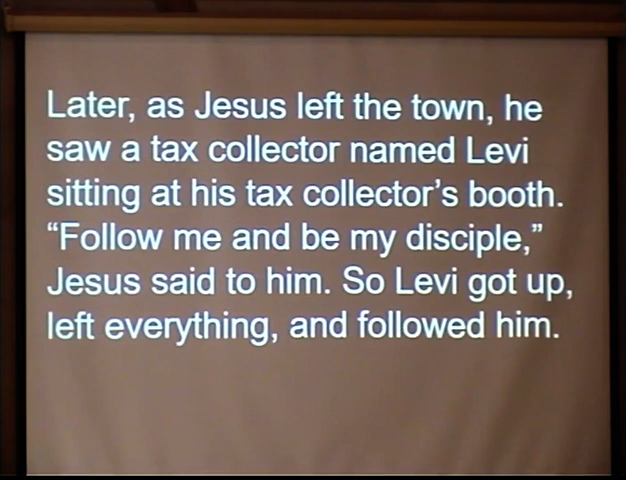 Later, as Jesus left the town, he
saw a tax collector named Levi
sitting at his tax collector’s booth.
“Follow me and be my disciple,”
Jesus said to him. So Levi got up,
left everything, and followed him.